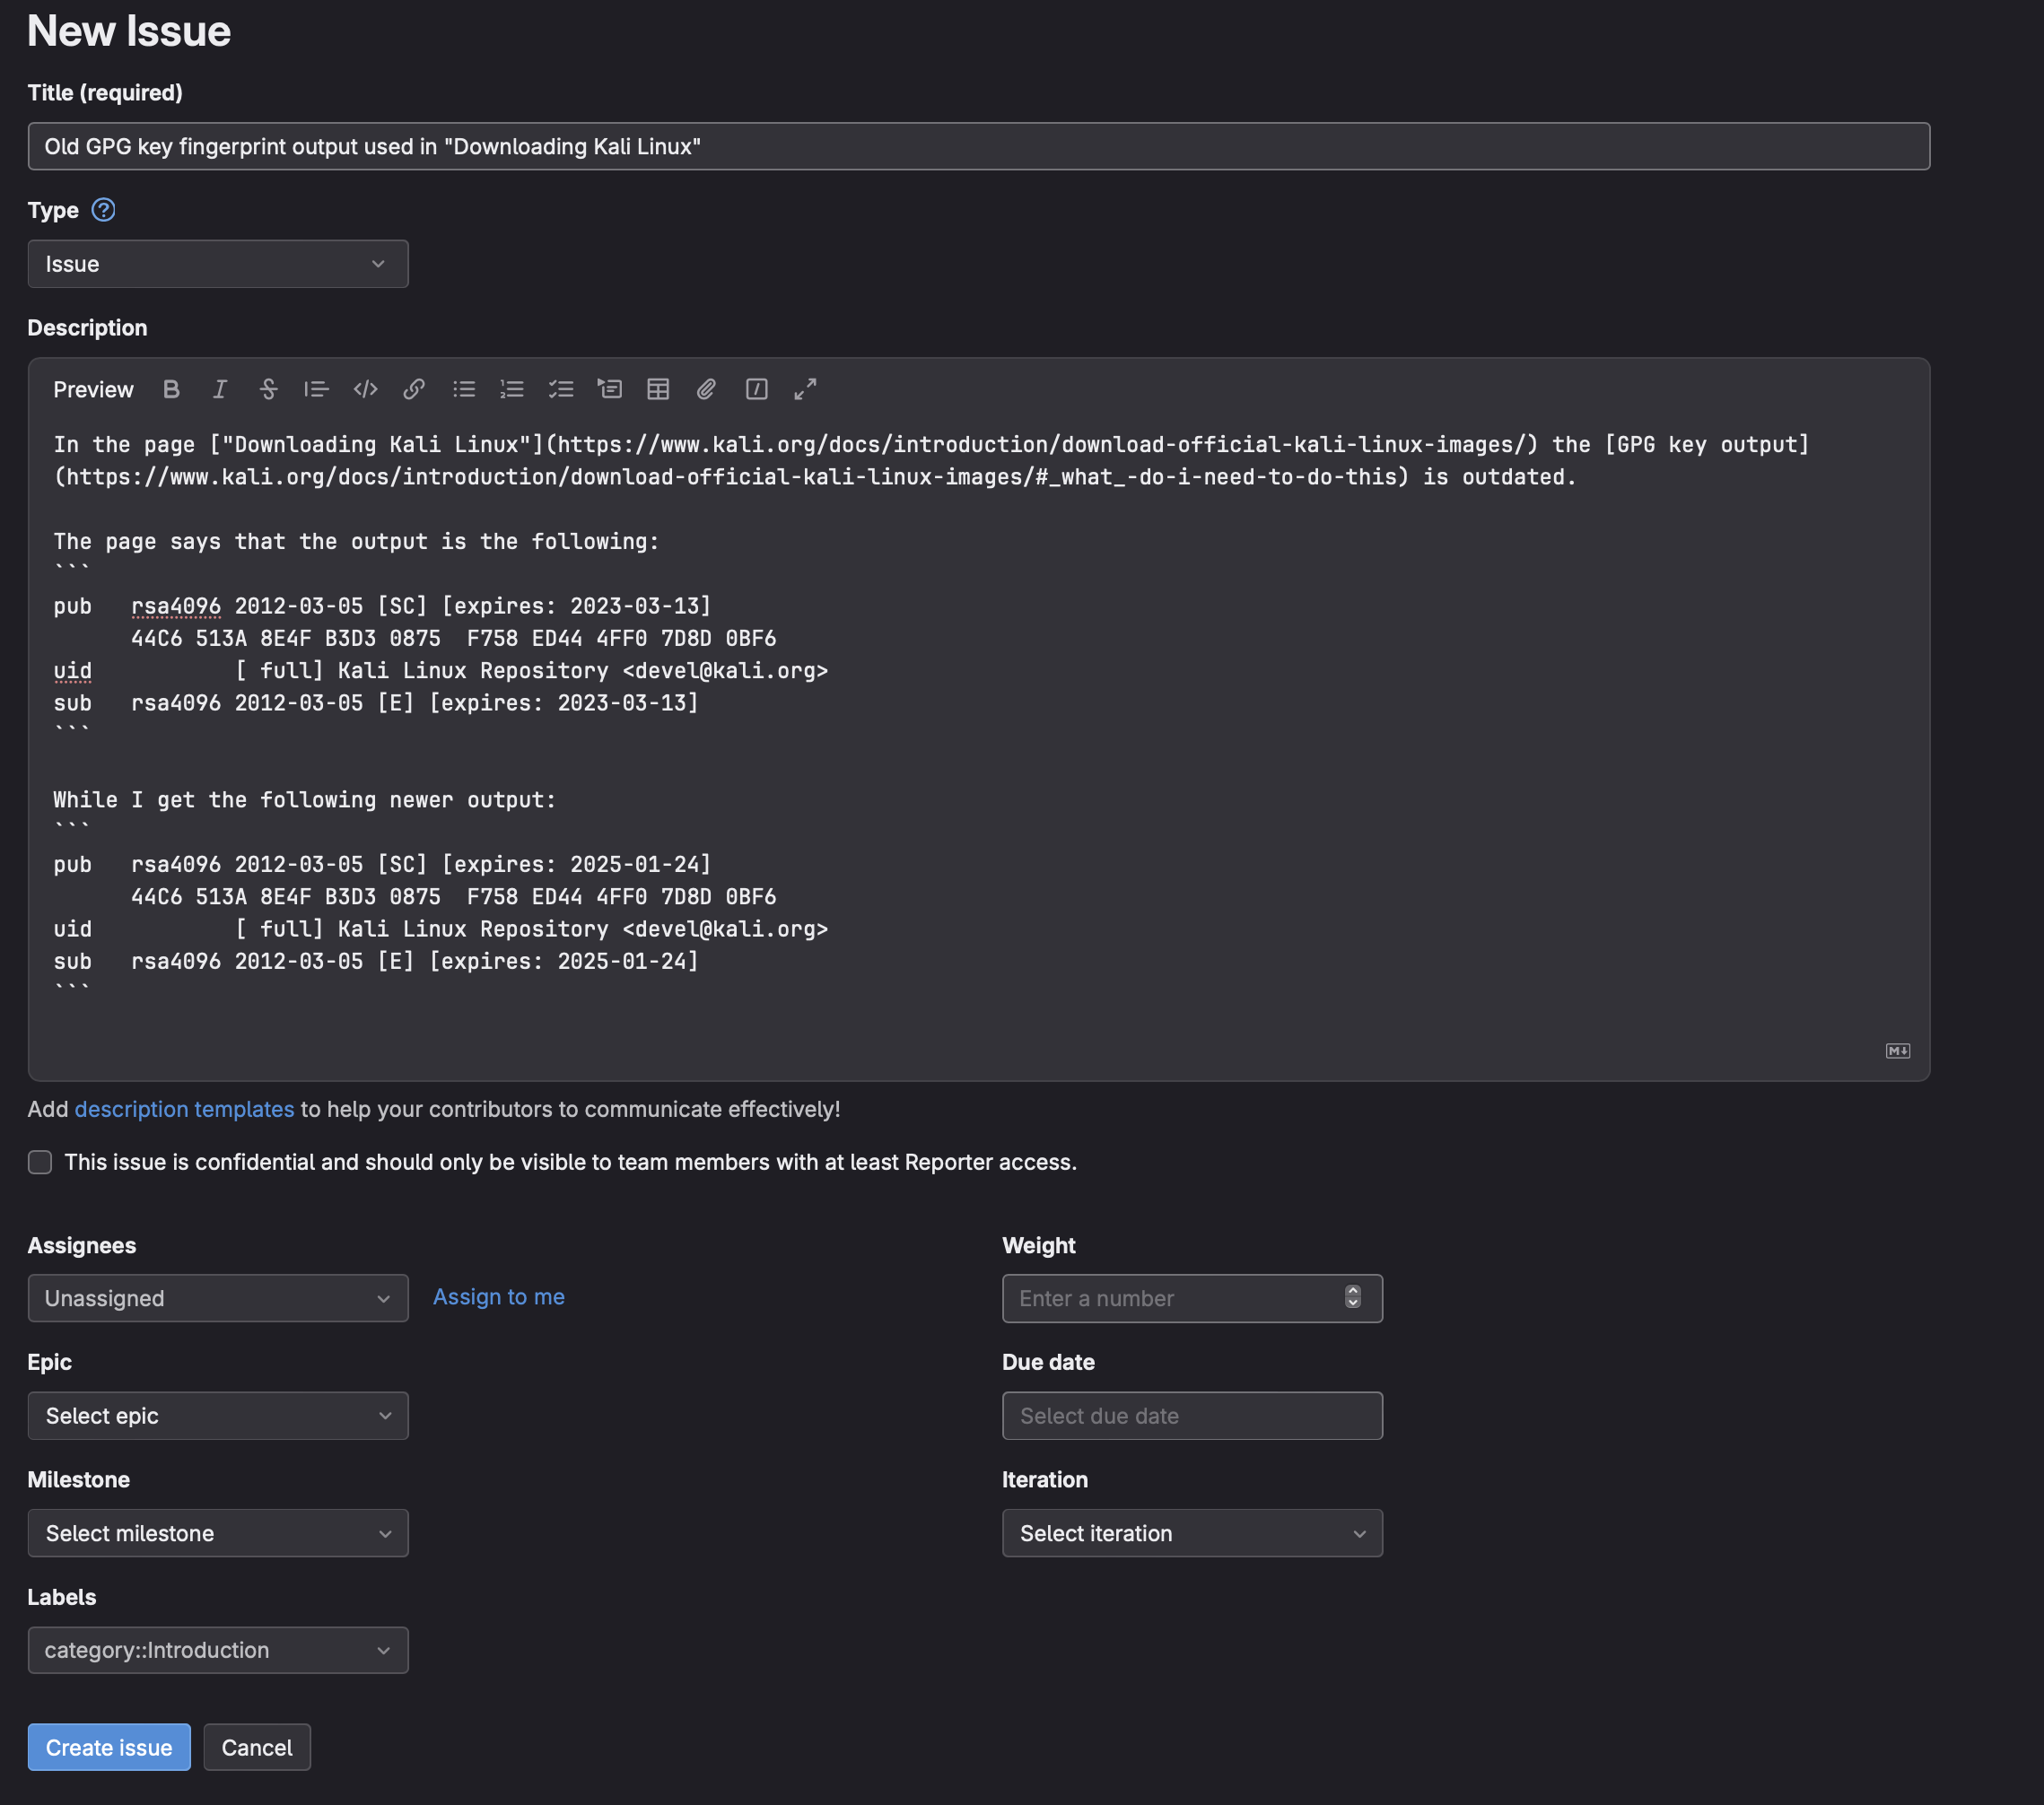 New Issue
Title (required)
Old GPG key fingerprint output used in "Downloading Kali Linux"
Type ?
Issue
Description
Preview
In the page ["Downloading Kali Linux"](https://www.kali.org/docs/introduction/download-official-kali-linux-images/) the [GPG key output]
(https://www.kali.org/docs/introduction/download-official-kali-linux-images/#_what_-do-i-need-to-do-this) is outdated.

The page says that the output is the following:
```
pub   rsa4096 2012-03-05 [SC] [expires: 2023-03-13]
      44C6 513A 8E4F B3D3 0875  F758 ED44 4FF0 7D8D 0BF6
uid           [ full] Kali Linux Repository <devel@kali.org>
sub   rsa4096 2012-03-05 [E] [expires: 2023-03-13]
```

While I get the following newer output:
```
pub   rsa4096 2012-03-05 [SC] [expires: 2025-01-24]
      44C6 513A 8E4F B3D3 0875  F758 ED44 4FF0 7D8D 0BF6
uid           [ full] Kali Linux Repository <devel@kali.org>
sub   rsa4096 2012-03-05 [E] [expires: 2025-01-24]
```
Add description templates to help your contributors to communicate effectively!
This issue is confidential and should only be visible to team members with at least Reporter access.
Assignees
Unassigned
Assign to me
Weight
Enter a number
Epic
Select epic
Due date
Select due date
Milestone
Select milestone
Iteration
Select iteration
Labels
category::Introduction
Create issue
Cancel